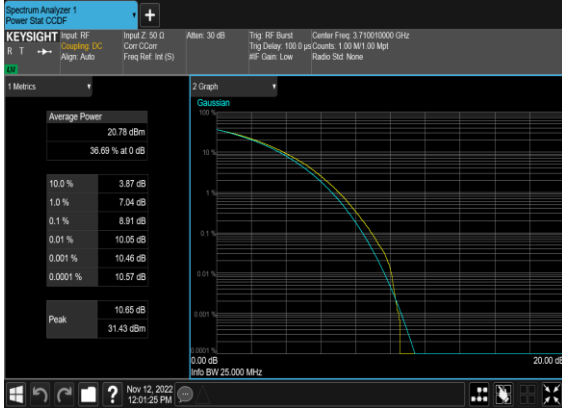 Spectrum Analyzer 1
Power Stat CCDF
+
KEYSIGHT
R T
LXI
Input: RF
Coupling: DC
Align: Auto
Input Z: 50 Ω
Corr CCorr
Freq Ref: Int (S)
Atten: 30 dB
Trig: RF Burst
Trig Delay: 100.0 µs
#IF Gain: Low
Center Freq: 3.710010000 GHz
Counts: 1.00 M/1.00 Mpt
Radio Std: None
1 Metrics
Average Power
20.78 dBm
36.69 % at 0 dB
10.0 % 3.87 dB
1.0 % 7.04 dB
0.1 % 8.91 dB
0.01 % 10.05 dB
0.001 % 10.46 dB
0.0001 % 10.57 dB
Peak
10.65 dB
31.43 dBm
2 Graph
Gaussian
100 %
10 %
1 %
0.1 %
0.01 %
0.001 %
0.0001 %
0.00 dB 20.00 dB
Info BW 25.000 MHz
?
Nov 12, 2022
12:01:25 PM